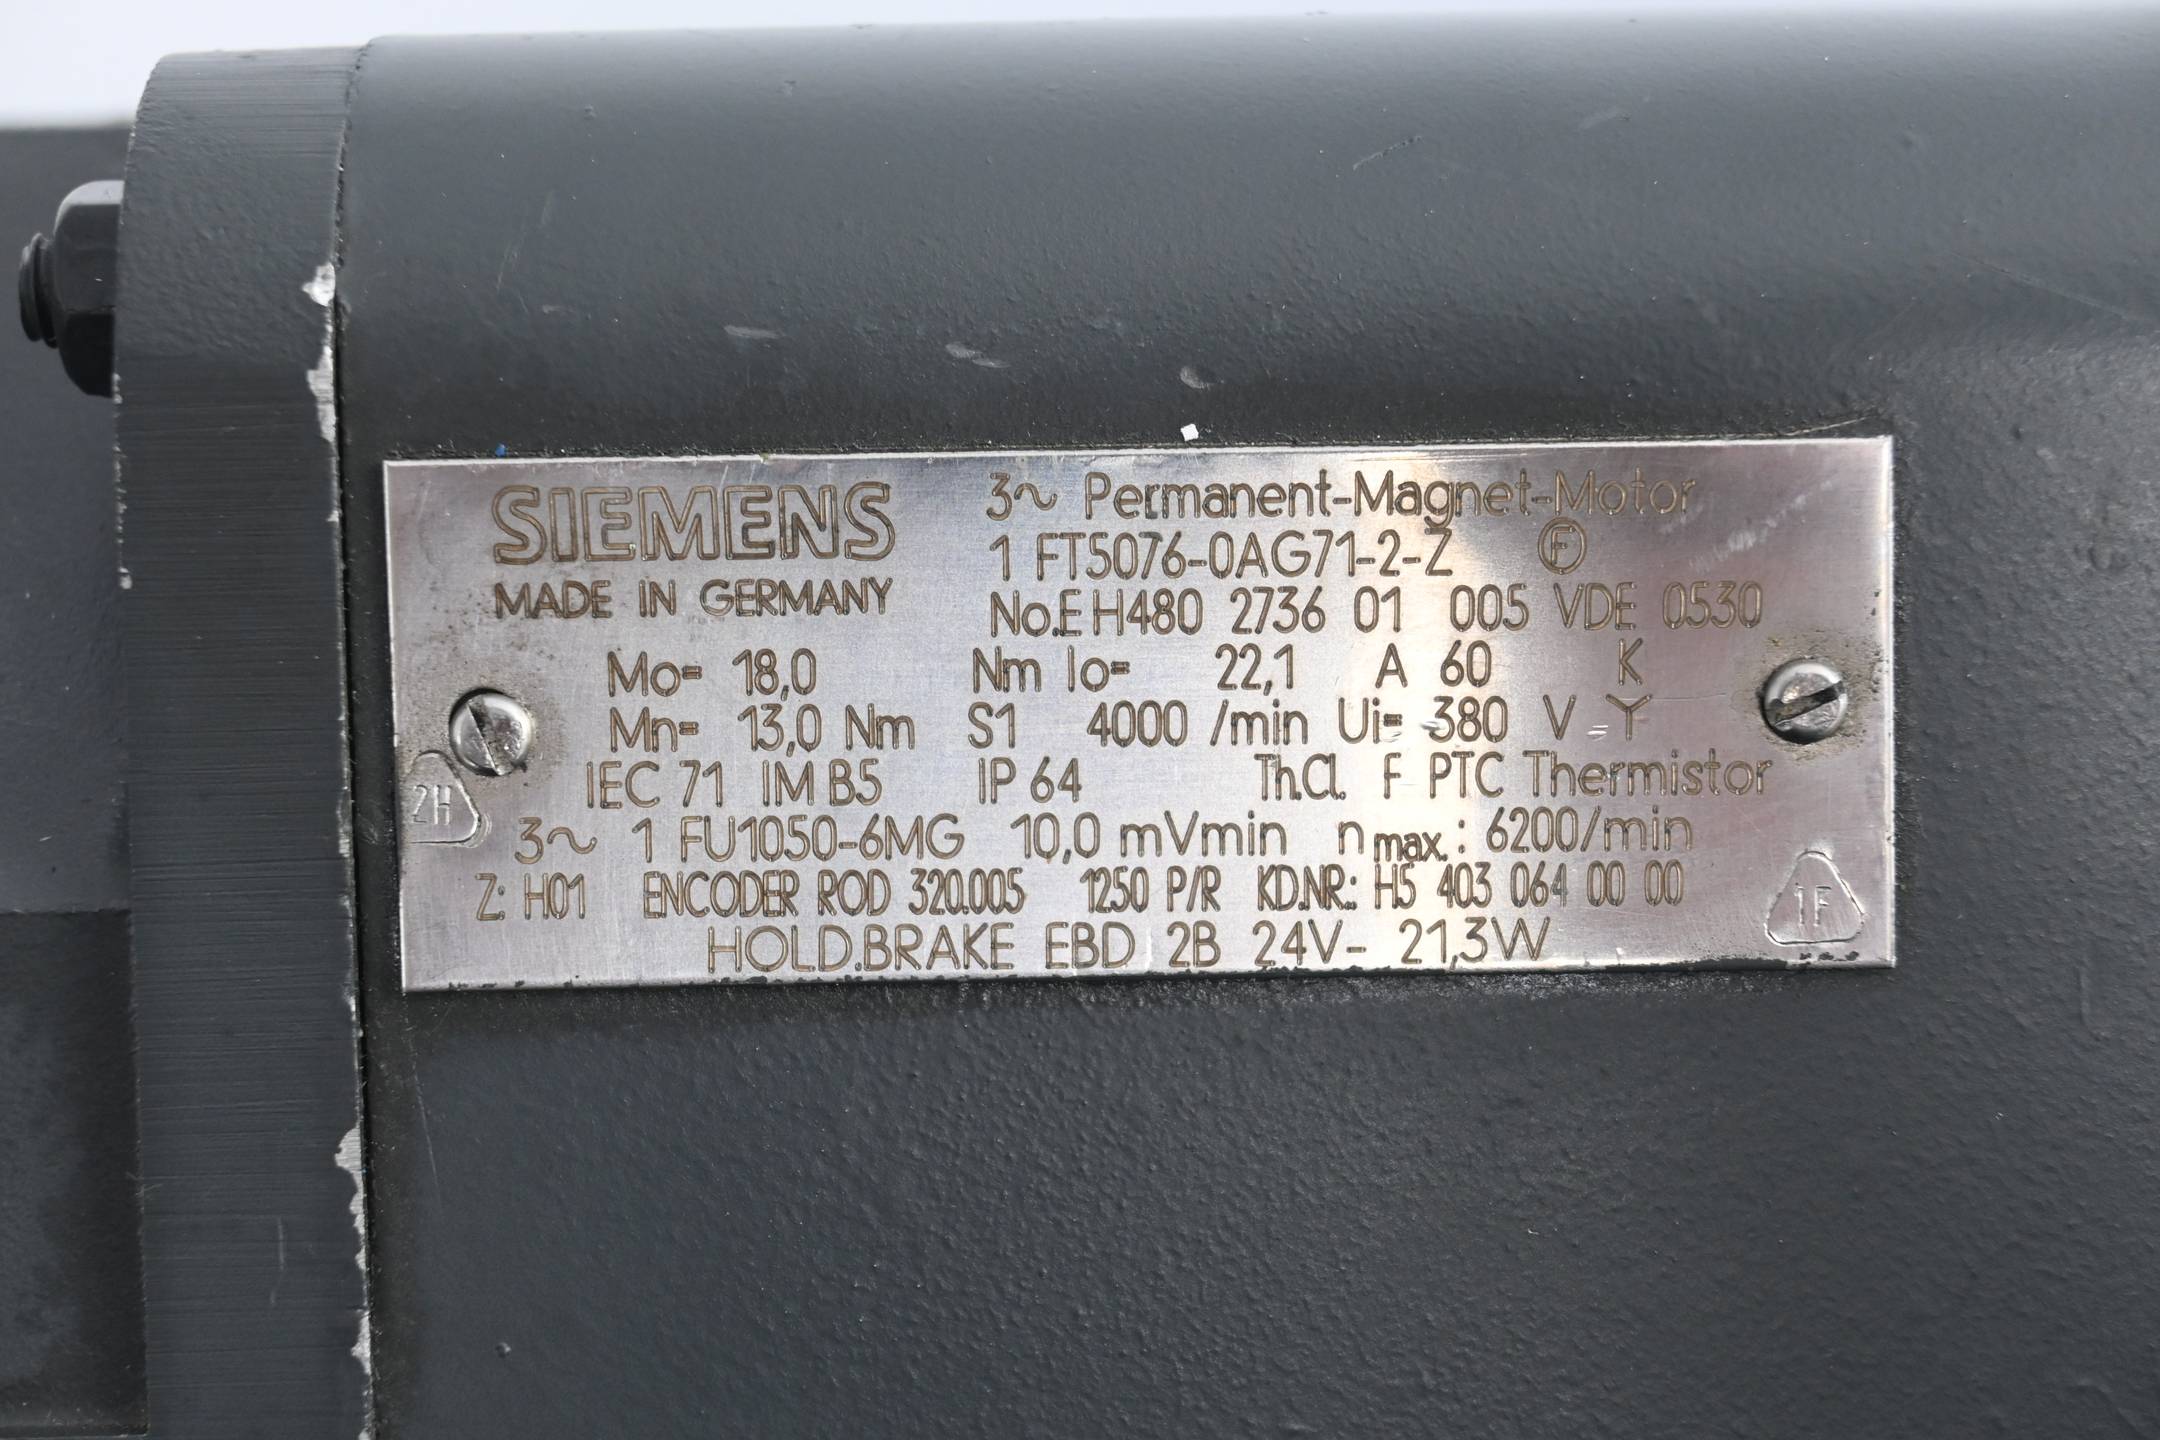 SIEMENS
MADE IN GERMANY
3~ Permanent-Magnet-Motor
1 FT5076-0AG71-2-Z F
No.E H480 2736 01 005 VDE 0530
Mo= 18,0 Nm Io= 22,1 A 60 K
Mn= 13,0 Nm S1 4000 /min Ui= 380 V Y
IEC 71 IM B5 IP 64 Th.Cl. F PTC Thermistor
2H
3~ 1 FU1050-6MG 10,0 mVmin n max.: 6200/min
Z: H01 ENCODER ROD 320.005 1250 P/R KD.NR.: H5 403 064 00 00
1F
HOLD.BRAKE EBD 2B 24V- 21,3W